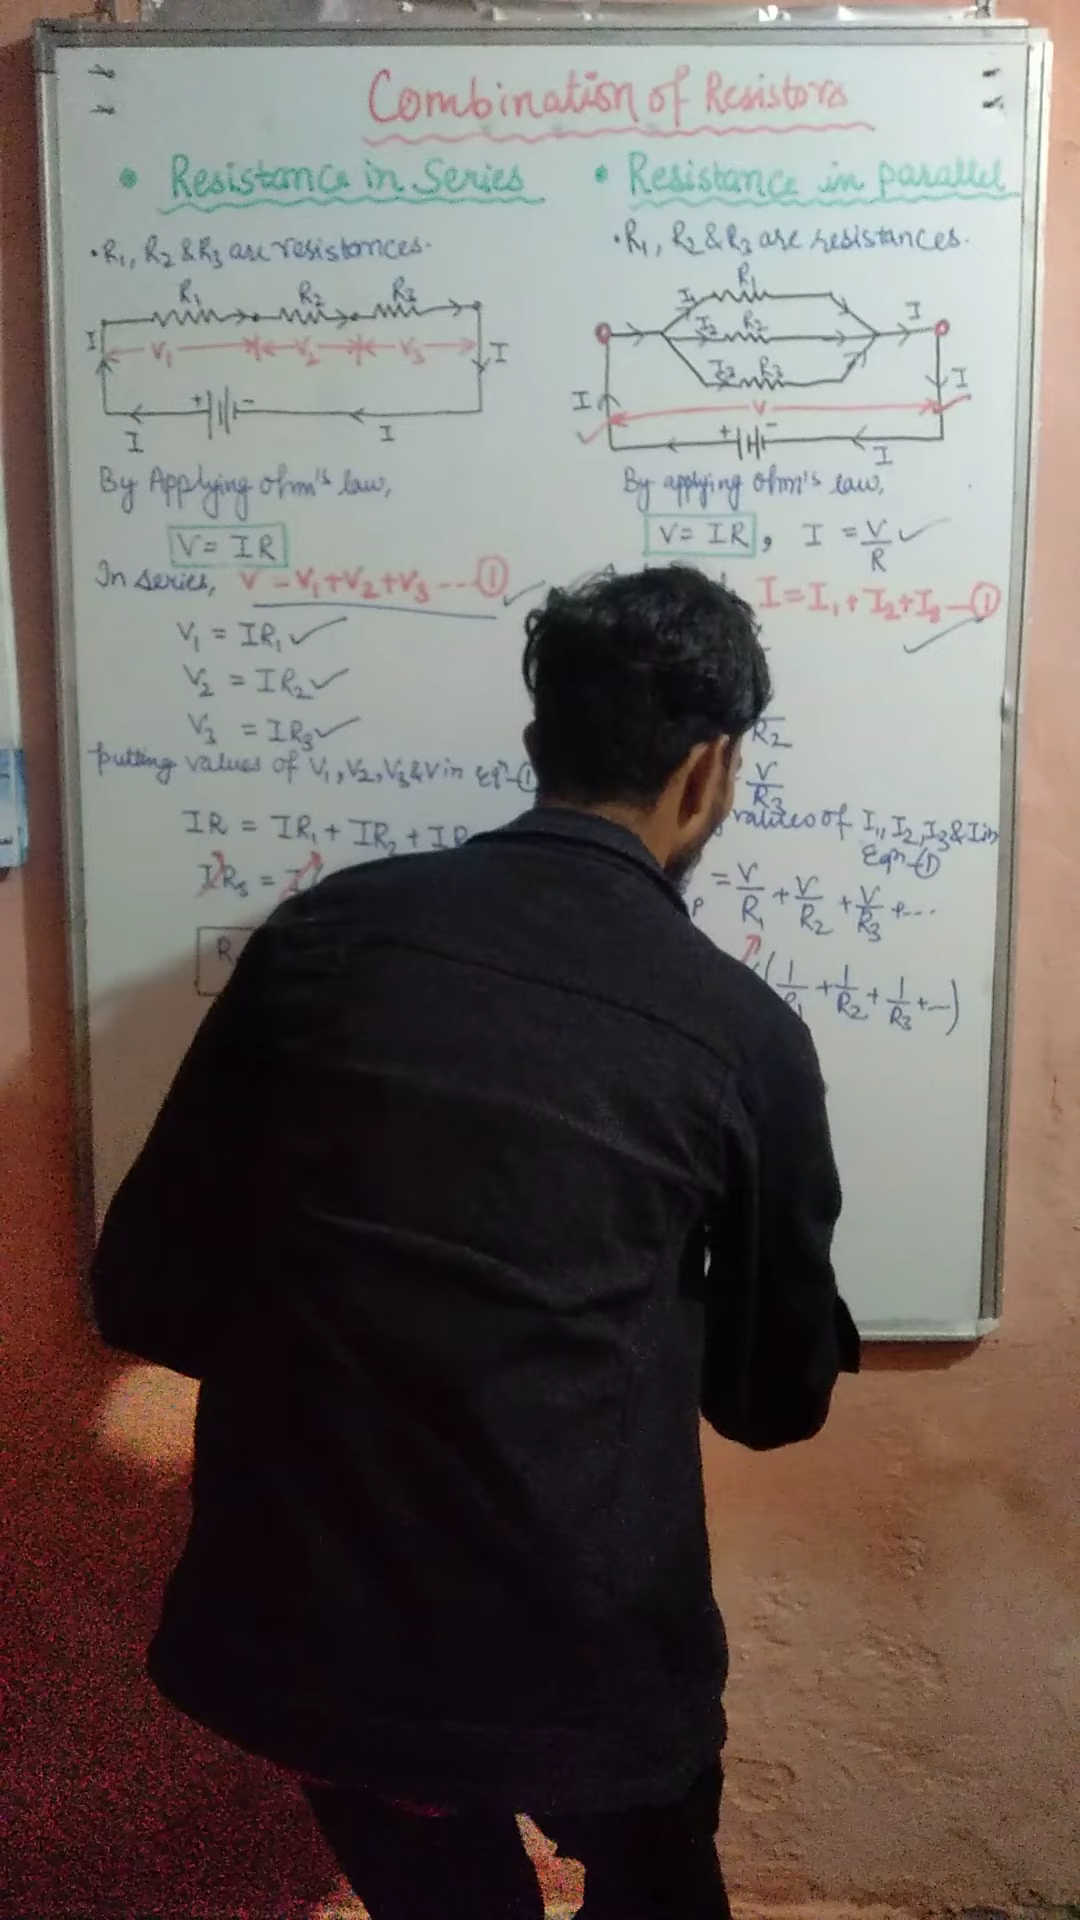 Combination of Resistors
• Resistance in Series
• R₁, R₂ & R₃ are resistances.
R₁ R₂ R₃
I V₁ V₂ V₃ I
+ -
I I
By Applying ohm's law,
V = IR
In series, V = V₁+V₂+V₃ ---①
V₁ = IR₁ ✓
V₂ = IR₂ ✓
V₃ = IR₃ ✓
putting values of V₁, V₂, V₃ & V in Eqⁿ-①
IR = IR₁ + IR₂ + IR
IRs = I(
R
• Resistance in parallel
• R₁, R₂ & R₃ are resistances.
I₁ R₁
I₂ R₂ I
I₃ R₃
I V I
+ -
I
By applying ohm's law,
V = IR , I = V/R ✓
I = I₁ + I₂ + I₃ -①
R₂
V/R₃
values of I₁, I₂, I₃ & I in
Eqⁿ-①
P = V/R₁ + V/R₂ + V/R₃ + ...
(1/R₁ + 1/R₂ + 1/R₃ + ...)